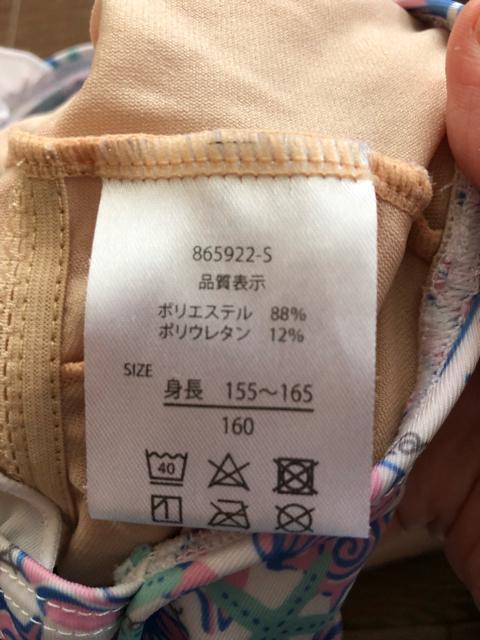 865922-S
品質表示
ポリエステル 88%
ポリウレタン 12%
SIZE
身長 155〜165
160
40